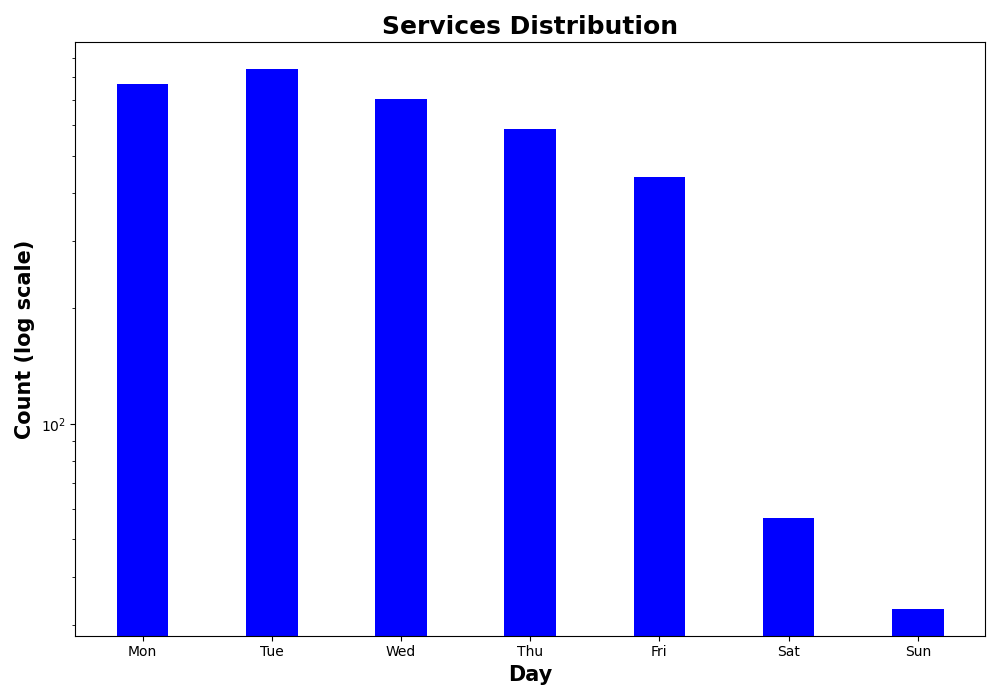 Services Distribution
Count (log scale)
10²
Mon Tue Wed Thu Fri Sat Sun
Day